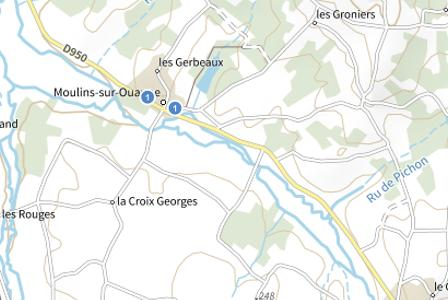 les Groniers
D950
les Gerbeaux
Moulins-sur-Ouanne
1
1
and
Ru de Pichon
la Croix Georges
les Rouges
248
le